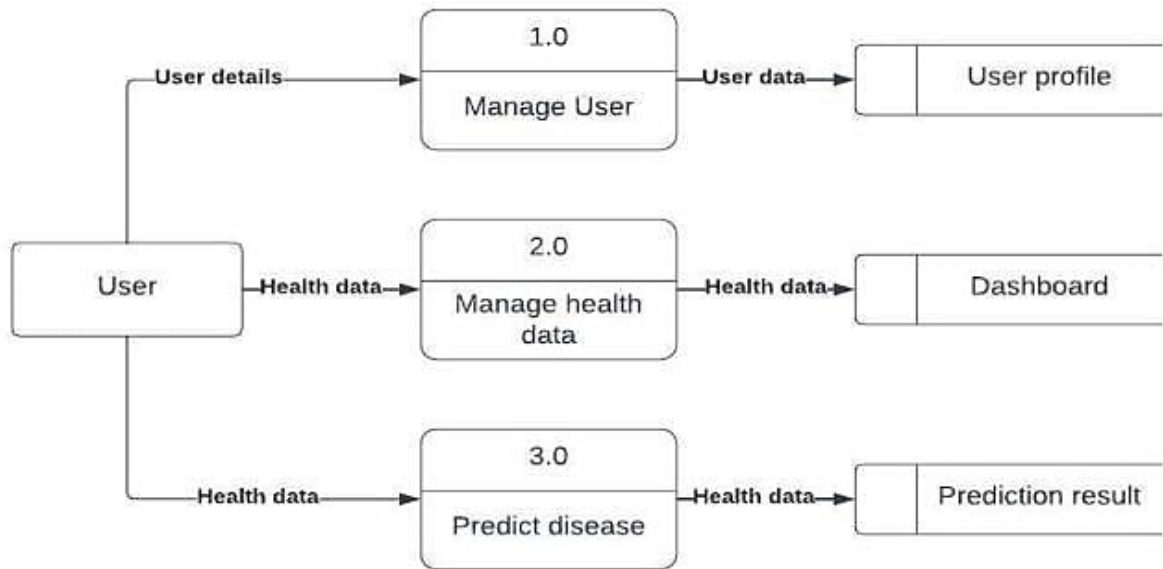 1.0
User details
Manage User
User data
User profile
User
Health data
2.0
Manage health
data
Health data
Dashboard
Health data
3.0
Predict disease
Health data
Prediction result